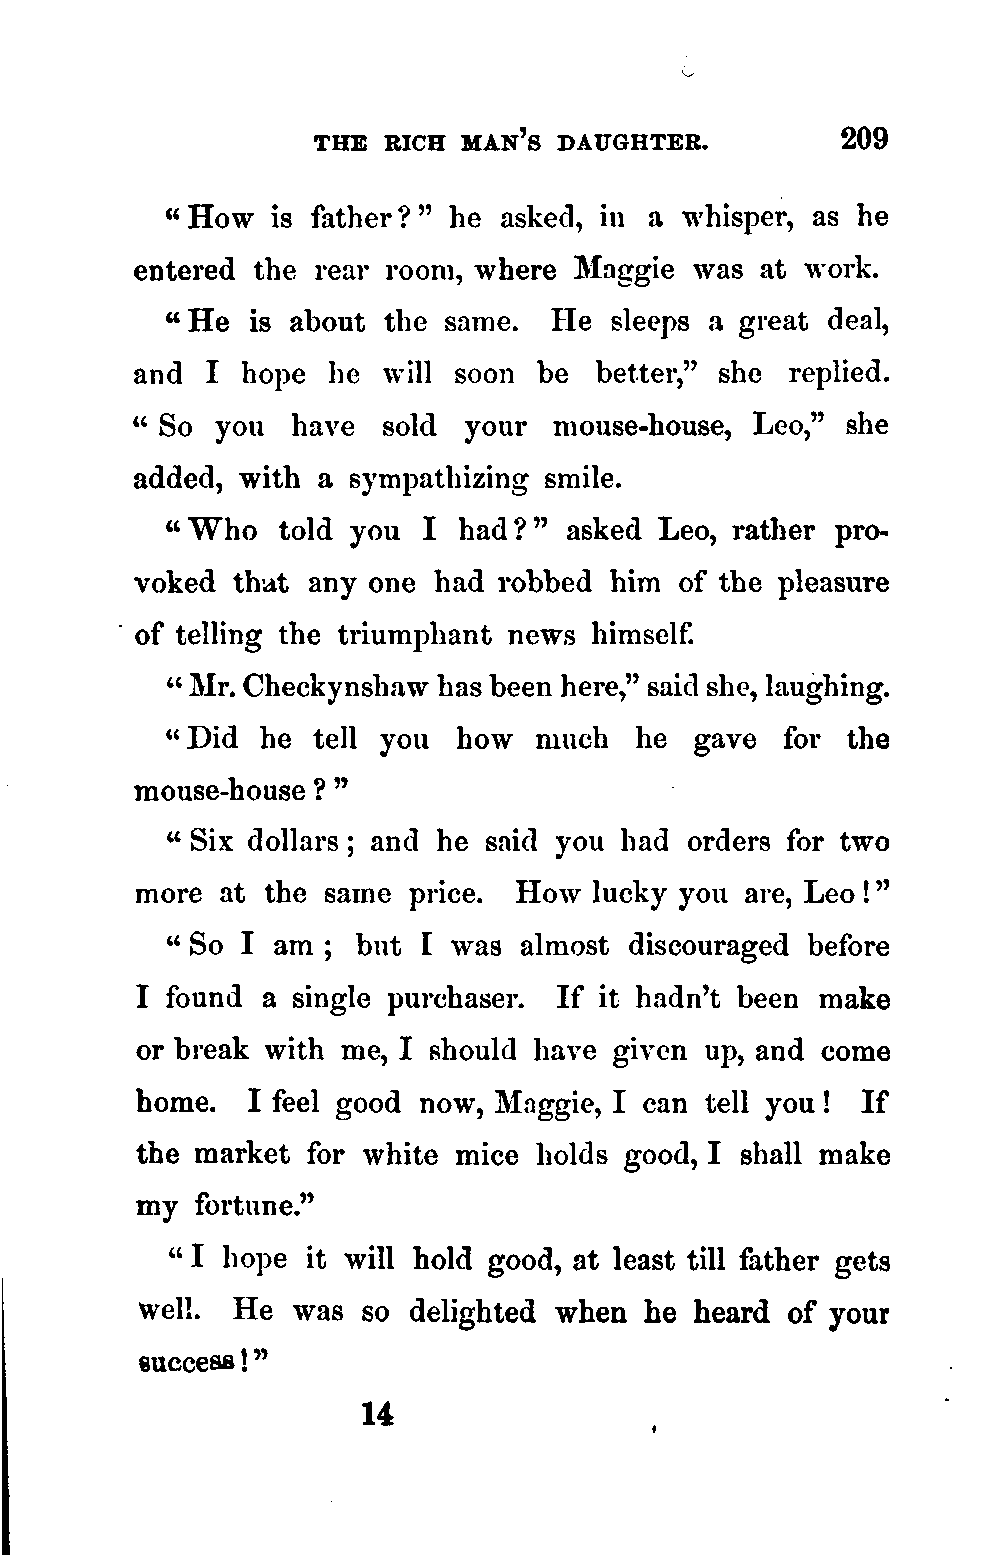 THE RICH MAN'S DAUGHTER. 209
"How is father?" he asked, in a whisper, as he
entered the rear room, where Maggie was at work.
"He is about the same. He sleeps a great deal,
and I hope he will soon be better," she replied.
"So you have sold your mouse-house, Leo," she
added, with a sympathizing smile.
"Who told you I had?" asked Leo, rather pro-
voked that any one had robbed him of the pleasure
of telling the triumphant news himself.
"Mr. Checkynshaw has been here," said she, laughing.
"Did he tell you how much he gave for the
mouse-house?"
"Six dollars; and he said you had orders for two
more at the same price. How lucky you are, Leo!"
"So I am; but I was almost discouraged before
I found a single purchaser. If it hadn't been make
or break with me, I should have given up, and come
home. I feel good now, Maggie, I can tell you! If
the market for white mice holds good, I shall make
my fortune."
"I hope it will hold good, at least till father gets
well. He was so delighted when he heard of your
success!"
14